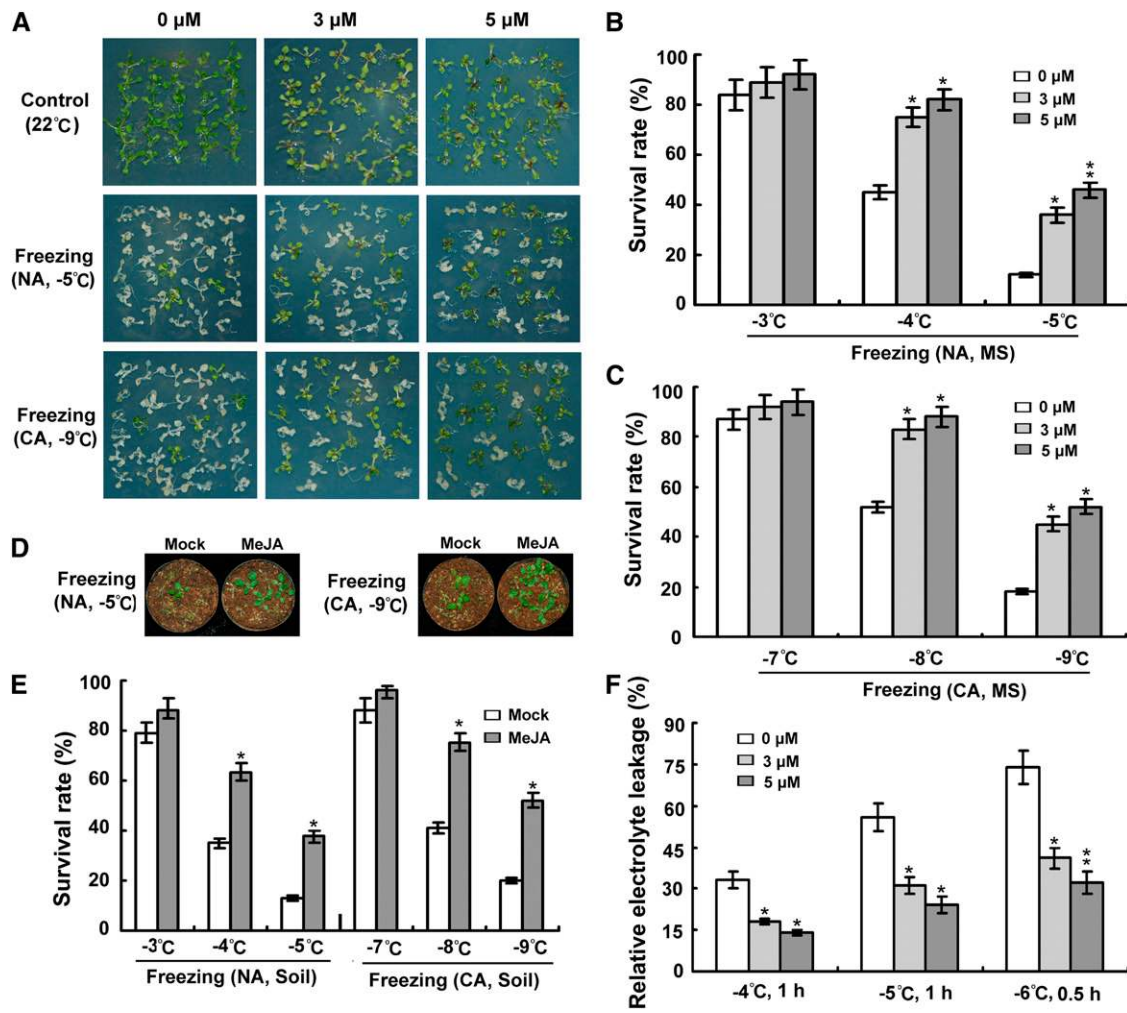 A
0 µM 3 µM 5 µM
Control
(22°C)
Freezing
(NA, -5°C)
Freezing
(CA, -9°C)
B
Survival rate (%)
80
60
40
20
0
0 µM
3 µM
5 µM
* * * **
-3°C -4°C -5°C
Freezing (NA, MS)
C
Survival rate (%)
80
60
40
20
0
0 µM
3 µM
5 µM
* * * *
-7°C -8°C -9°C
Freezing (CA, MS)
D
Mock MeJA
Freezing
(NA, -5°C)
Mock MeJA
Freezing
(CA, -9°C)
E
Survival rate (%)
100
80
60
40
20
0
Mock
MeJA
* * * *
-3°C -4°C -5°C -7°C -8°C -9°C
Freezing (NA, Soil) Freezing (CA, Soil)
F
Relative electrolyte leakage (%)
90
75
60
45
30
15
0
0 µM
3 µM
5 µM
* * * * * **
-4°C, 1 h -5°C, 1 h -6°C, 0.5 h